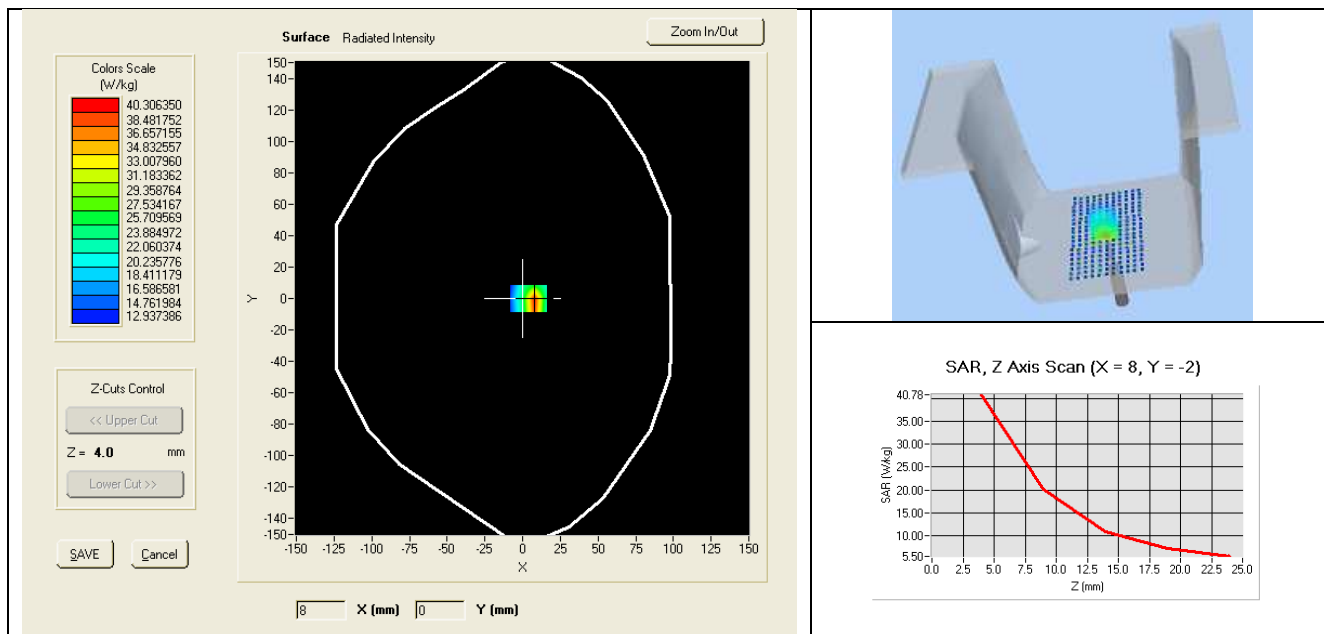 Surface Radiated Intensity
Zoom In/Out
Colors Scale
(W/kg)
40.306350
38.481752
36.657155
34.832557
33.007960
31.183362
29.358764
27.534167
25.709569
23.884972
22.060374
20.235776
18.411179
16.586581
14.761984
12.937386
Z-Cuts Control
<< Upper Cut
Z = 4.0 mm
Lower Cut >>
SAVE Cancel
150
140
120
100
80
60
40
20
0
-20
-40
-60
-80
-100
-120
-140
-150
Y
-150 -125 -100 -75 -50 -25 0 25 50 75 100 125 150
X
8 X (mm) 0 Y (mm)
SAR, Z Axis Scan (X = 8, Y = -2)
40.78
35.00
30.00
25.00
20.00
15.00
10.00
5.50
SAR (W/kg)
0.0 2.5 5.0 7.5 10.0 12.5 15.0 17.5 20.0 22.5 25.0
Z (mm)